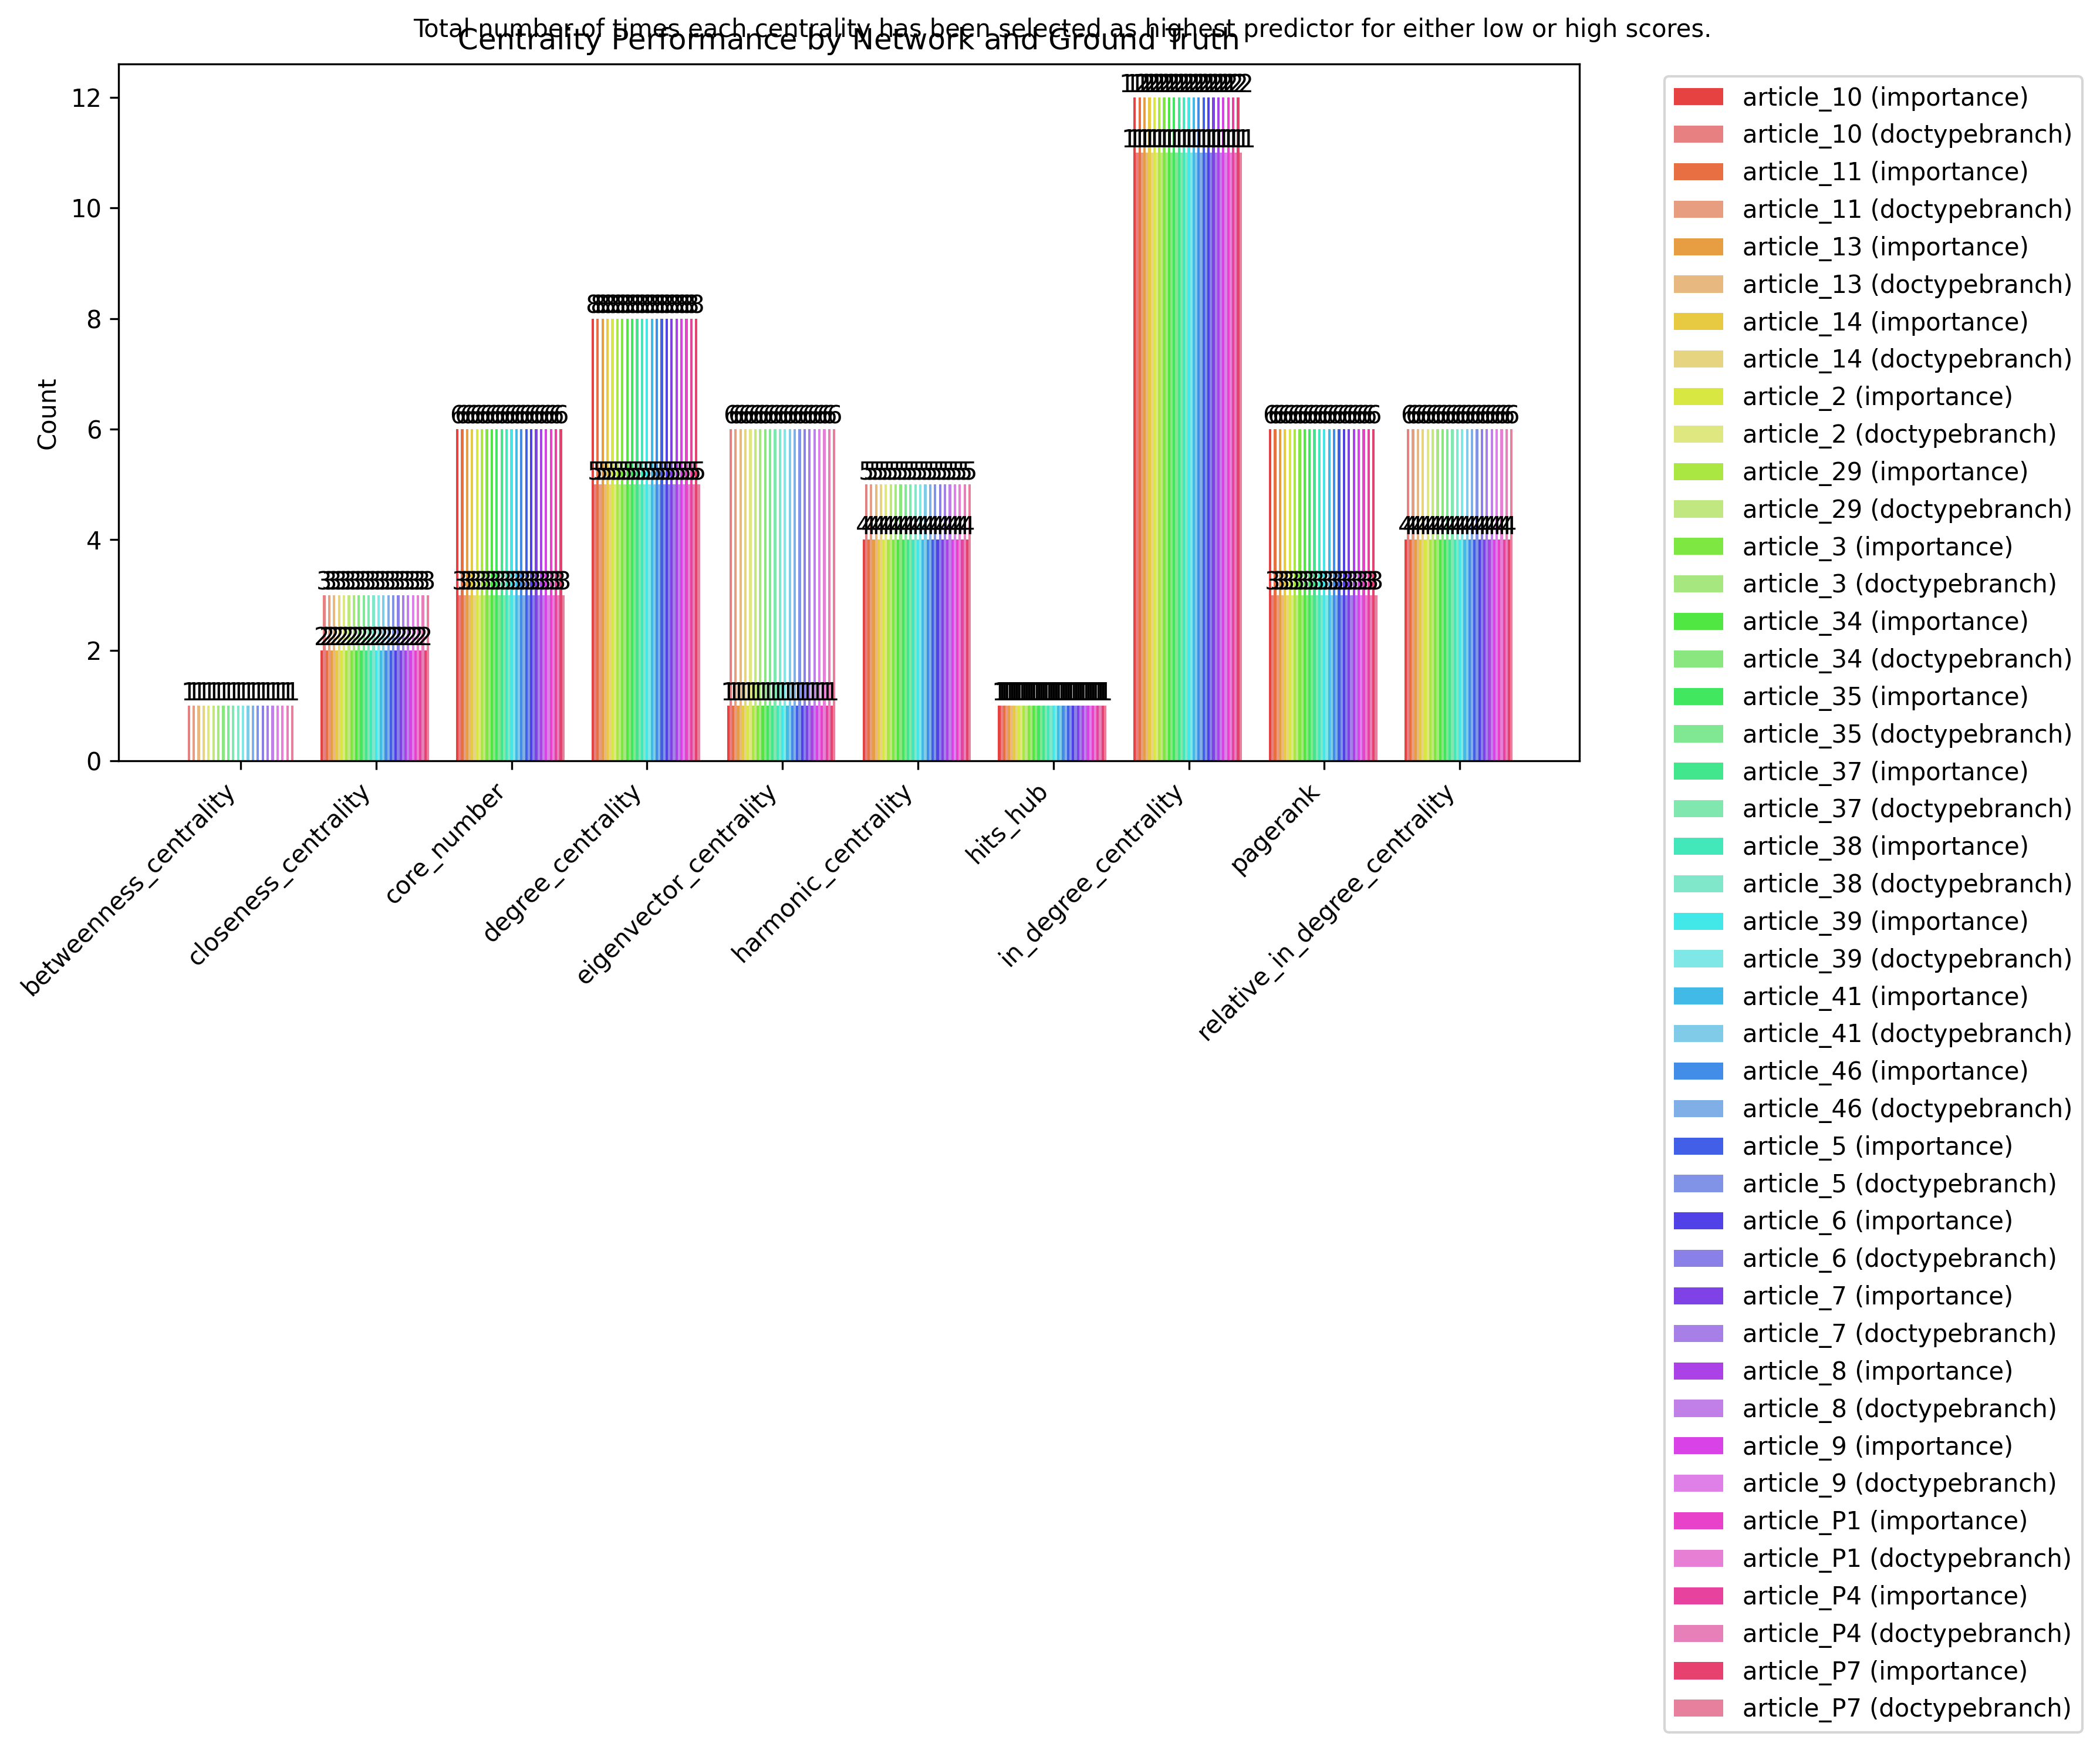 Total number of times each centrality has been selected as highest predictor for either low or high scores.
Centrality Performance by Network and Ground Truth
Count
12
10
8
6
4
2
0
betweenness_centrality
closeness_centrality
core_number
degree_centrality
eigenvector_centrality
harmonic_centrality
hits_hub
in_degree_centrality
pagerank
relative_in_degree_centrality
article_10 (importance)
article_10 (doctypebranch)
article_11 (importance)
article_11 (doctypebranch)
article_13 (importance)
article_13 (doctypebranch)
article_14 (importance)
article_14 (doctypebranch)
article_2 (importance)
article_2 (doctypebranch)
article_29 (importance)
article_29 (doctypebranch)
article_3 (importance)
article_3 (doctypebranch)
article_34 (importance)
article_34 (doctypebranch)
article_35 (importance)
article_35 (doctypebranch)
article_37 (importance)
article_37 (doctypebranch)
article_38 (importance)
article_38 (doctypebranch)
article_39 (importance)
article_39 (doctypebranch)
article_41 (importance)
article_41 (doctypebranch)
article_46 (importance)
article_46 (doctypebranch)
article_5 (importance)
article_5 (doctypebranch)
article_6 (importance)
article_6 (doctypebranch)
article_7 (importance)
article_7 (doctypebranch)
article_8 (importance)
article_8 (doctypebranch)
article_9 (importance)
article_9 (doctypebranch)
article_P1 (importance)
article_P1 (doctypebranch)
article_P4 (importance)
article_P4 (doctypebranch)
article_P7 (importance)
article_P7 (doctypebranch)